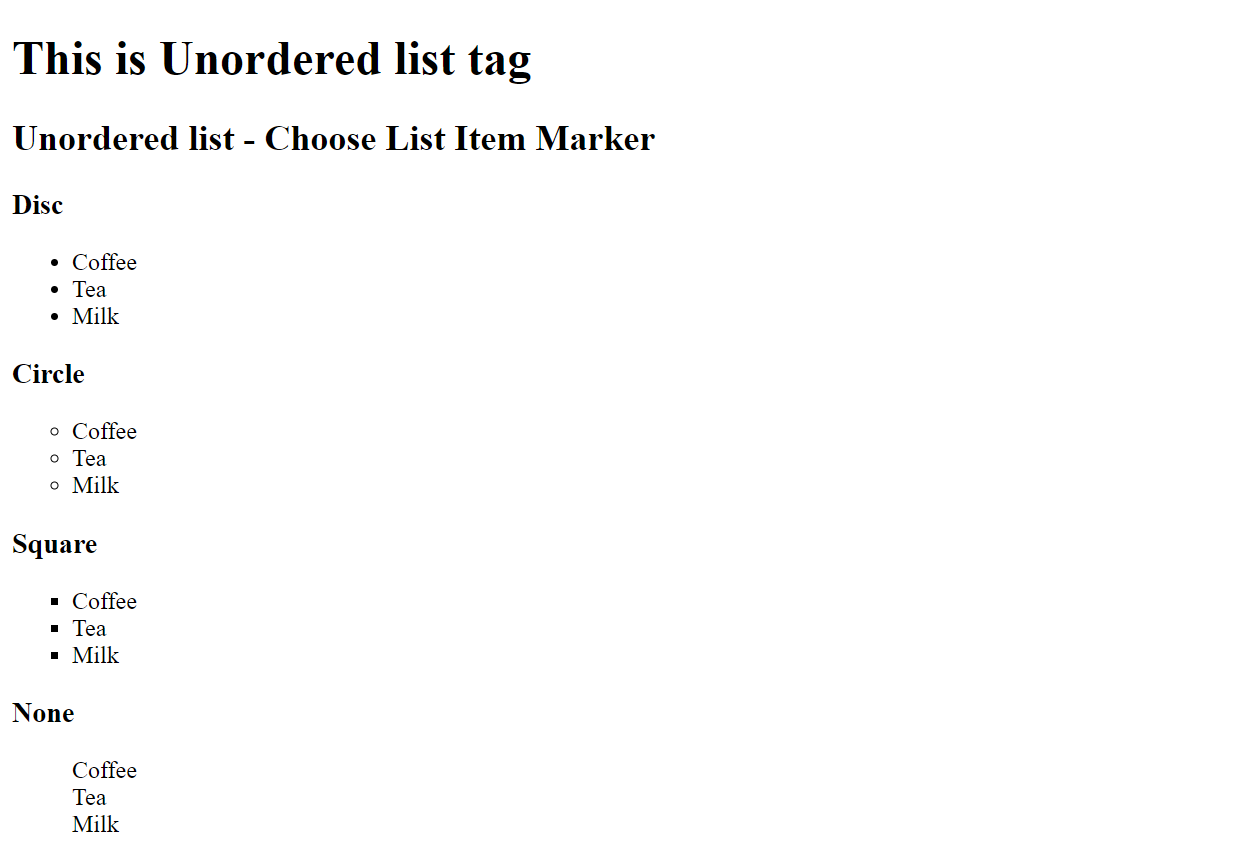 This is Unordered list tag
Unordered list - Choose List Item Marker
Disc
• Coffee
• Tea
• Milk
Circle
◦ Coffee
◦ Tea
◦ Milk
Square
▪ Coffee
▪ Tea
▪ Milk
None
Coffee
Tea
Milk